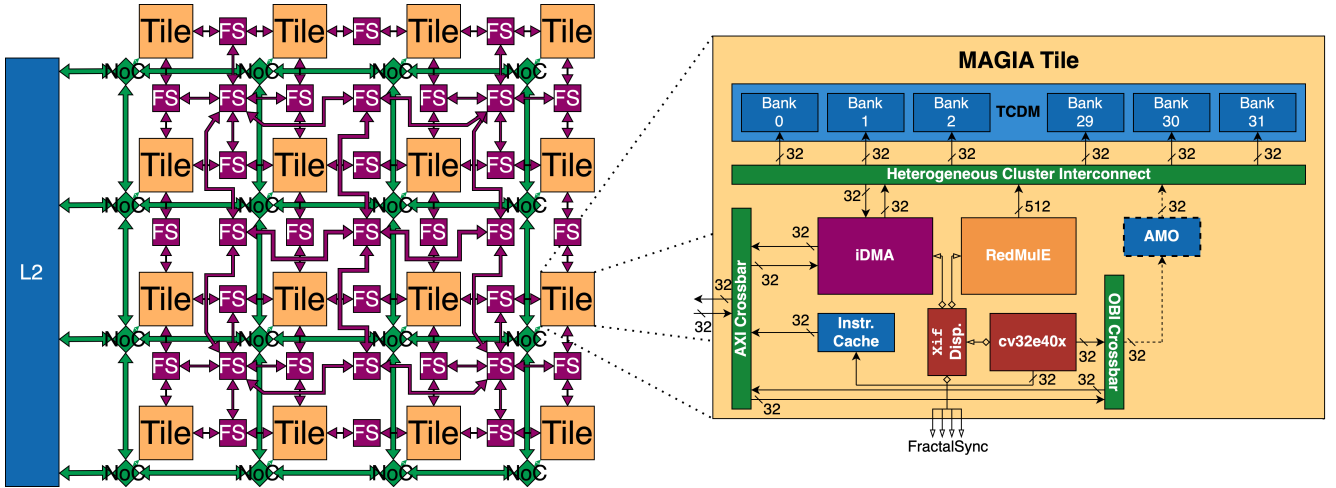 Tile FS Tile FS Tile FS Tile
NoC NoC NoC NoC
FS FS FS FS FS FS FS
Tile FS Tile FS Tile FS Tile
NoC NoC NoC NoC
FS FS FS FS FS FS FS
L2
Tile FS Tile FS Tile FS Tile
NoC NoC NoC NoC
FS FS FS FS FS FS FS
Tile FS Tile FS Tile FS Tile
NoC NoC NoC NoC
MAGIA Tile
Bank 0
Bank 1
Bank 2
TCDM
Bank 29
Bank 30
Bank 31
32 32 32 32 32 32
Heterogeneous Cluster Interconnect
32
32
512
32
AXI Crossbar
32
32
iDMA
RedMulE
AMO
32
32
32
Instr.
Cache
Xif
Disp.
cv32e40x
32
OBI Crossbar
32
32
32
32
FractalSync